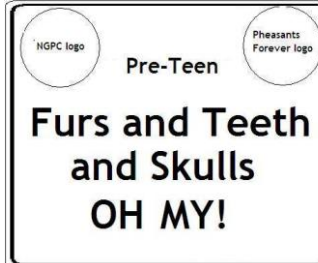 NGPC logo
Pheasants
Forever logo
Pre-Teen
Furs and Teeth
and Skulls
OH MY!